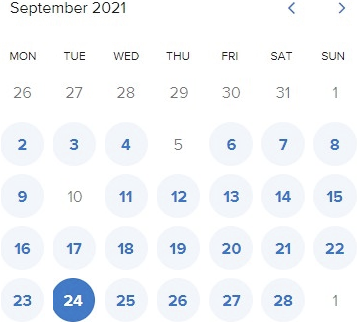 September 2021
MON TUE WED THU FRI SAT SUN
26 27 28 29 30 31 1
2 3 4 5 6 7 8
9 10 11 12 13 14 15
16 17 18 19 20 21 22
23 24 25 26 27 28 1